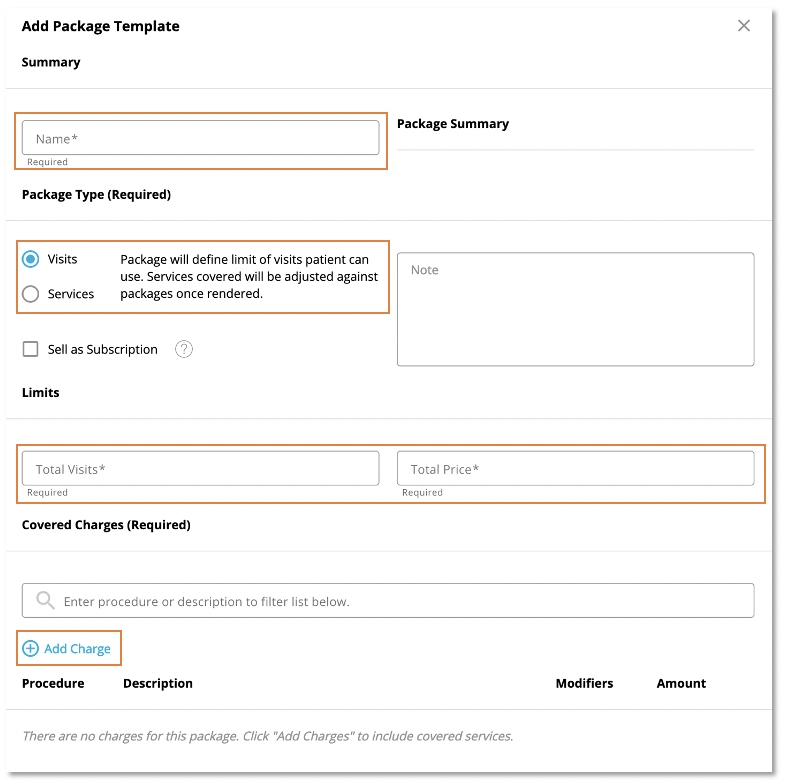 Add Package Template
Summary
Name*
Required
Package Summary
Package Type (Required)
Visits
Services
Package will define limit of visits patient can
use. Services covered will be adjusted against
packages once rendered.
Note
Sell as Subscription ?
Limits
Total Visits*
Required
Total Price*
Required
Covered Charges (Required)
Enter procedure or description to filter list below.
Add Charge
Procedure Description Modifiers Amount
There are no charges for this package. Click "Add Charges" to include covered services.